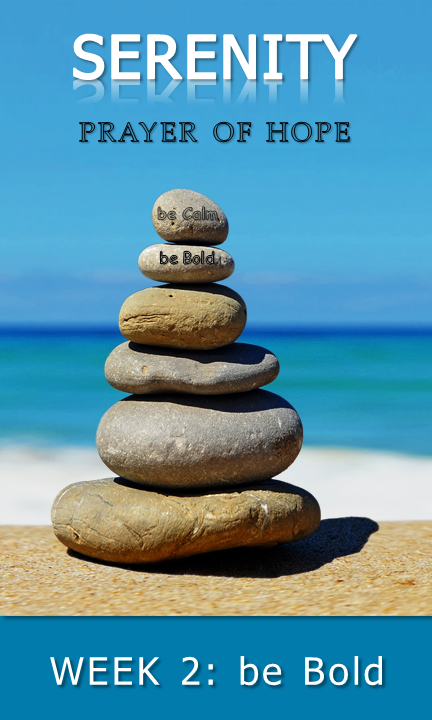 SERENITY
PRAYER OF HOPE
be Calm
be Bold
WEEK 2: be Bold